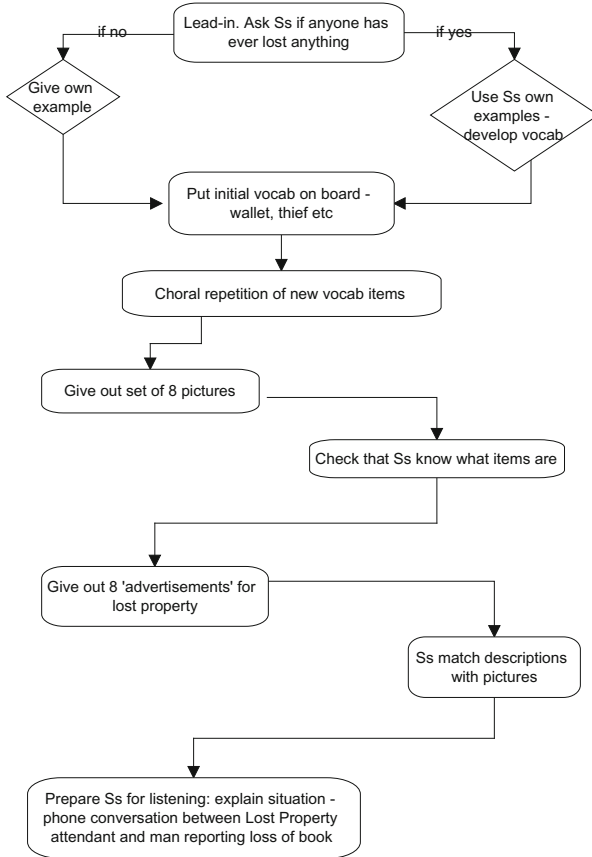 Lead-in. Ask Ss if anyone has
ever lost anything
if no
if yes
Give own
example
Use Ss own
examples -
develop vocab
Put initial vocab on board -
wallet, thief etc
Choral repetition of new vocab items
Give out set of 8 pictures
Check that Ss know what items are
Give out 8 'advertisements' for
lost property
Ss match descriptions
with pictures
Prepare Ss for listening: explain situation -
phone conversation between Lost Property
attendant and man reporting loss of book